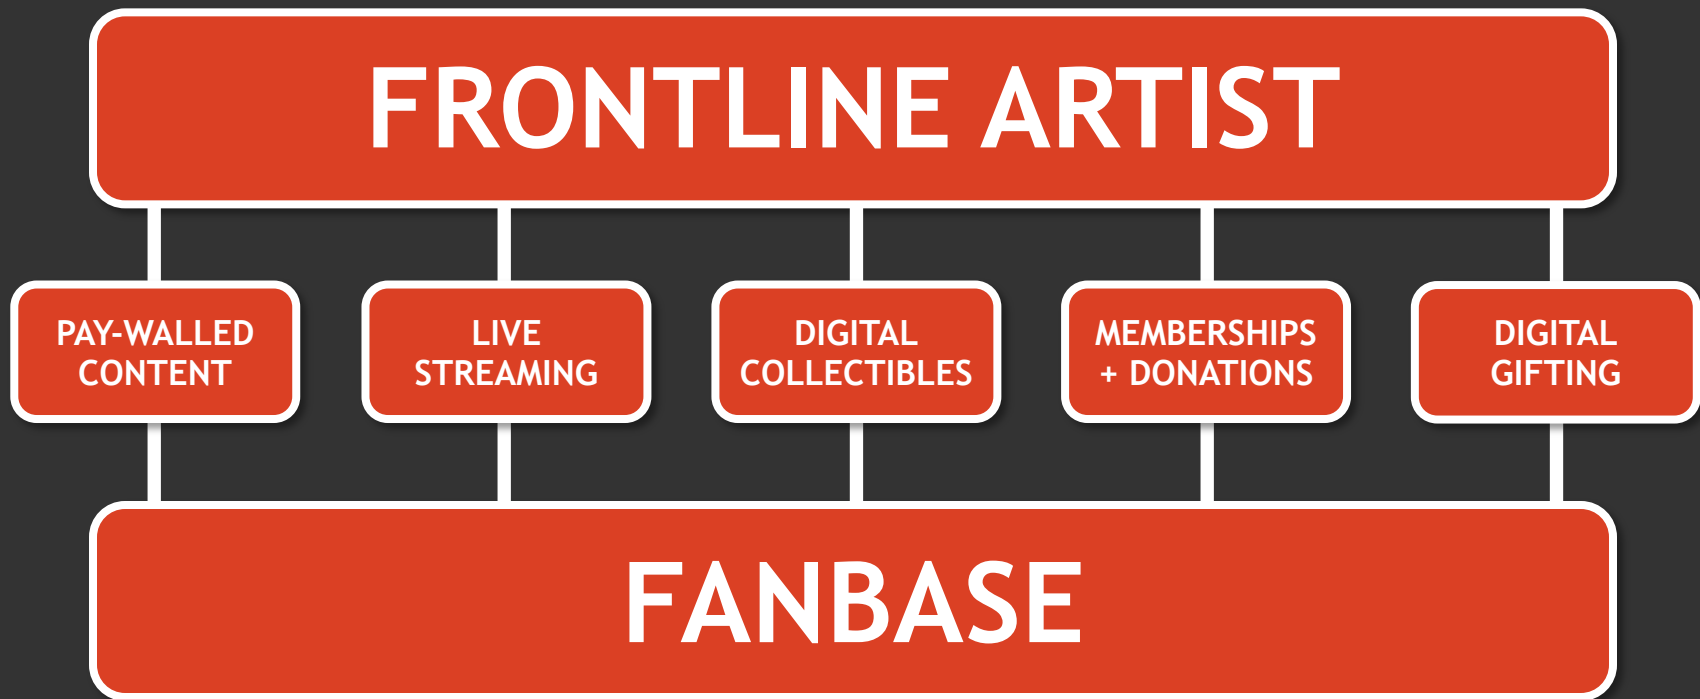 FRONTLINE ARTIST
PAY-WALLED
CONTENT
LIVE
STREAMING
DIGITAL
COLLECTIBLES
MEMBERSHIPS
+ DONATIONS
DIGITAL
GIFTING
FANBASE